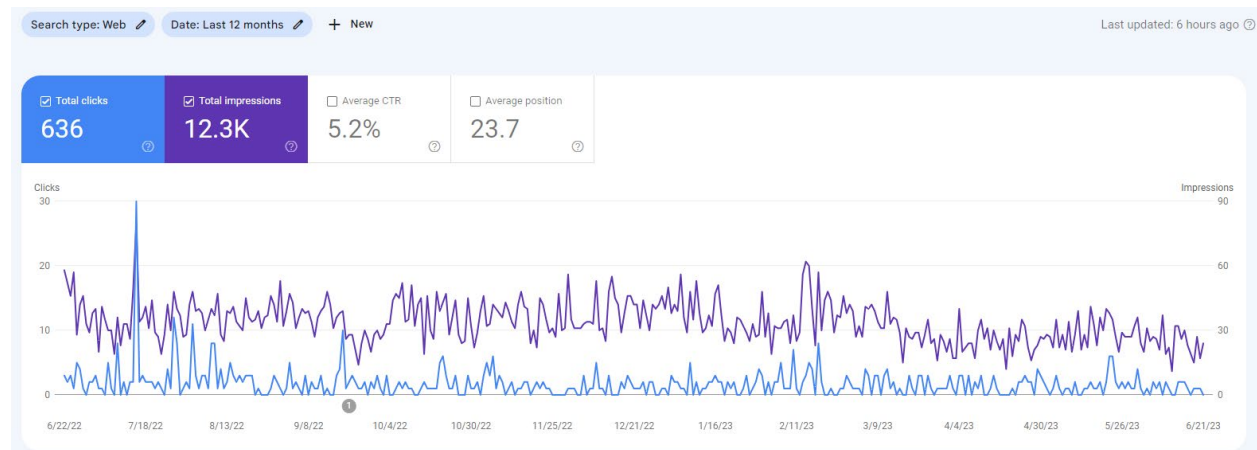 Search type: Web Date: Last 12 months + New Last updated: 6 hours ago
Total clicks Total impressions Average CTR Average position
636 12.3K 5.2% 23.7
Clicks Impressions
30 90
20 60
10 30
0 0
1
6/22/22 7/18/22 8/13/22 9/8/22 10/4/22 10/30/22 11/25/22 12/21/22 1/16/23 2/11/23 3/9/23 4/4/23 4/30/23 5/26/23 6/21/23